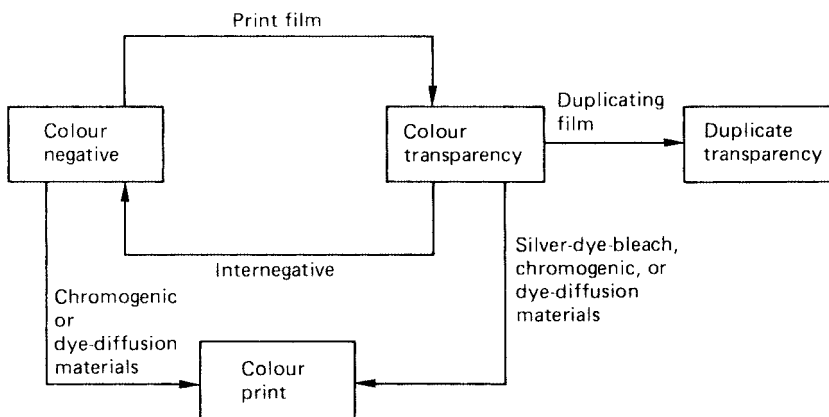 Print film
Colour
negative
Colour
transparency
Duplicating
film
Duplicate
transparency
Internegative
Silver-dye-bleach,
chromogenic, or
dye-diffusion
materials
Chromogenic
or
dye-diffusion
materials
Colour
print